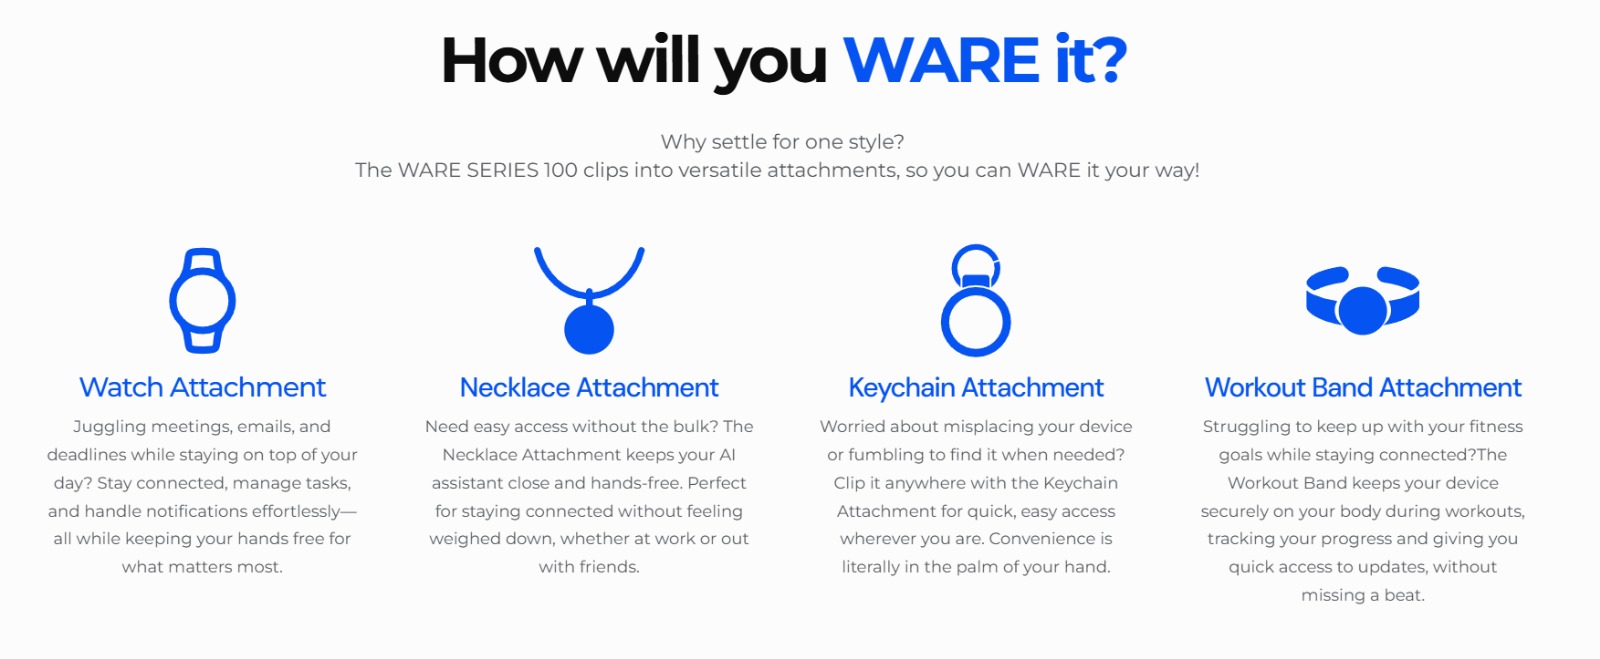 How will you WARE it?
Why settle for one style?
The WARE SERIES 100 clips into versatile attachments, so you can WARE it your way!
Watch Attachment
Juggling meetings, emails, and
deadlines while staying on top of your
day? Stay connected, manage tasks,
and handle notifications effortlessly—
all while keeping your hands free for
what matters most.
Necklace Attachment
Need easy access without the bulk? The
Necklace Attachment keeps your AI
assistant close and hands-free. Perfect
for staying connected without feeling
weighed down, whether at work or out
with friends.
Keychain Attachment
Worried about misplacing your device
or fumbling to find it when needed?
Clip it anywhere with the Keychain
Attachment for quick, easy access
wherever you are. Convenience is
literally in the palm of your hand.
Workout Band Attachment
Struggling to keep up with your fitness
goals while staying connected?The
Workout Band keeps your device
securely on your body during workouts,
tracking your progress and giving you
quick access to updates, without
missing a beat.